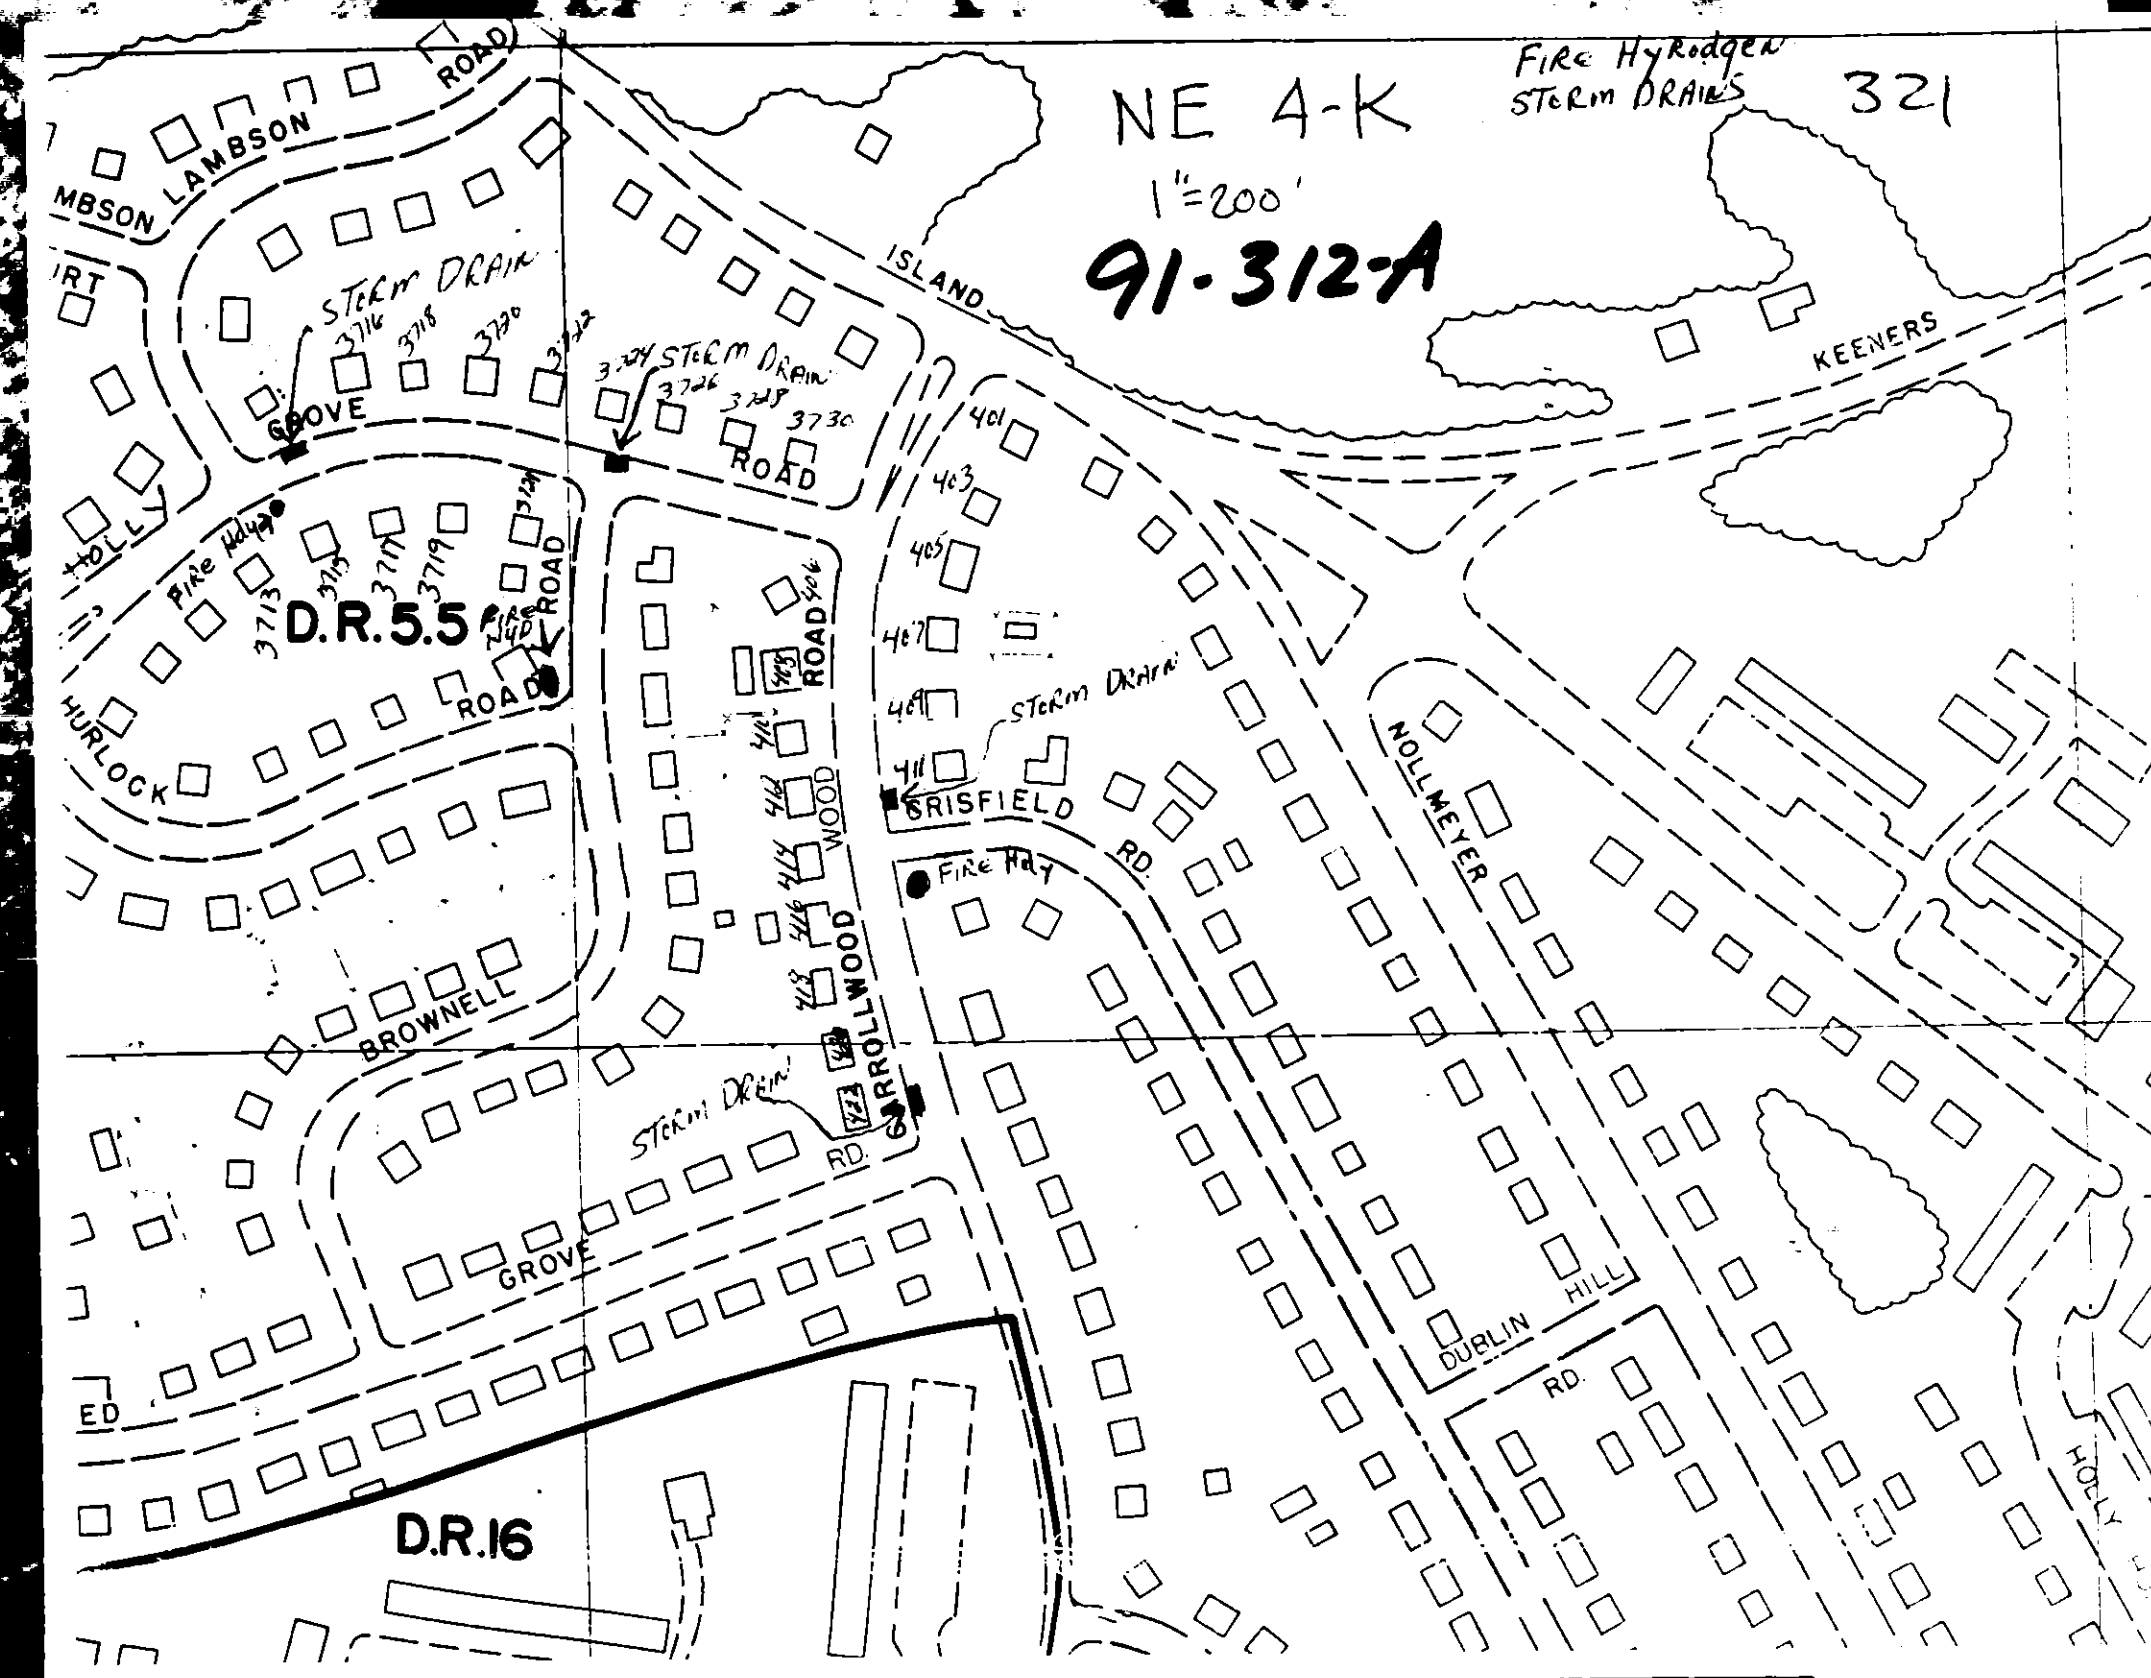 FIRE HyRodgen
STORM DRAINS
321
NE 4-K
1"=200'
91-312-A
ROAD
LAMBSON
MBSON
IRT
ISLAND
KEENERS
STORM DRAIN
3716
3718
3720
3722
3724
STORM DRAIN
3726
3728
3730
GROVE
ROAD
401
403
405
407
409
411
HOLLY
FIRE Hdy
3713
3715
3717
3719
3721
ROAD
D.R.5.5
ROAD
HURLOCK
406
ROAD
408
410
412
WOOD
414
416
418
420
422
CARROLLWOOD
STORM DRAIN
CRISFIELD
RD.
FIRE Hdy
NOLLMEYER
BROWNELL
STORM DRAIN
RD.
GROVE
DUBLIN
HILL
RD.
ED
D.R.16
HOLLY